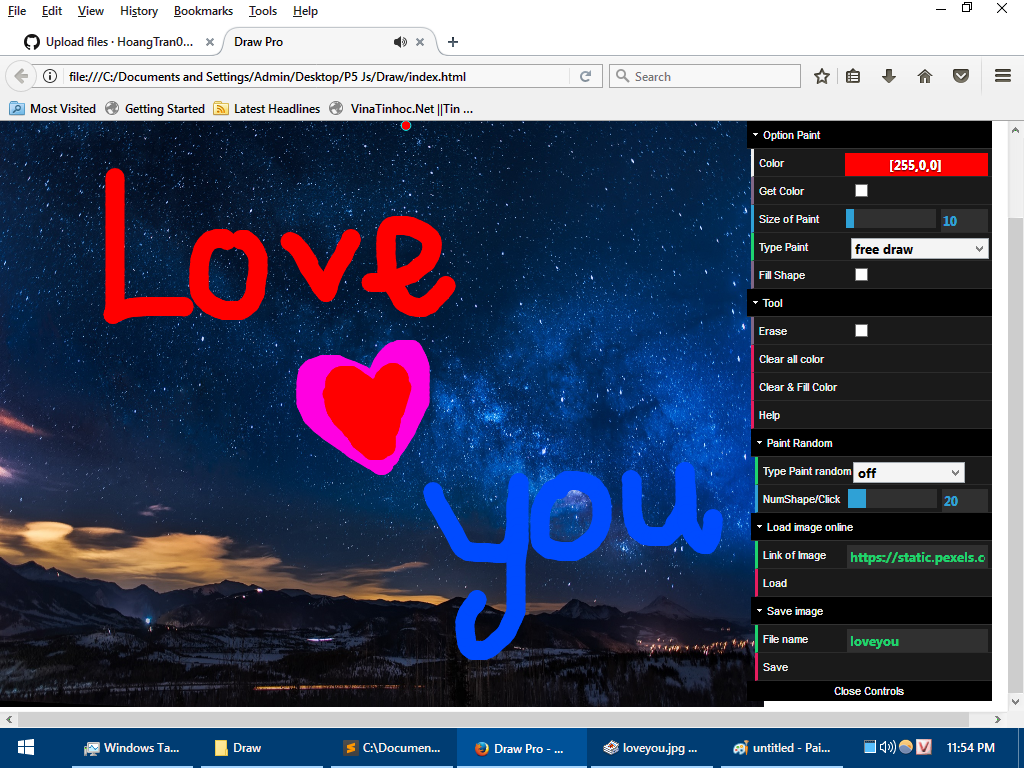 File Edit View History Bookmarks Tools Help
Upload files · HoangTran0... Draw Pro
file:///C:/Documents and Settings/Admin/Desktop/P5 Js/Draw/index.html Search
Most Visited Getting Started Latest Headlines VinaTinhoc.Net ||Tin ...
Love
you
Option Paint
Color [255,0,0]
Get Color
Size of Paint 10
Type Paint free draw
Fill Shape
Tool
Erase
Clear all color
Clear & Fill Color
Help
Paint Random
Type Paint random off
NumShape/Click 20
Load image online
Link of Image https://static.pexels.c
Load
Save image
File name loveyou
Save
Close Controls
Windows Ta... Draw C:\Documen... Draw Pro - ... loveyou.jpg ... untitled - Pai... V 11:54 PM